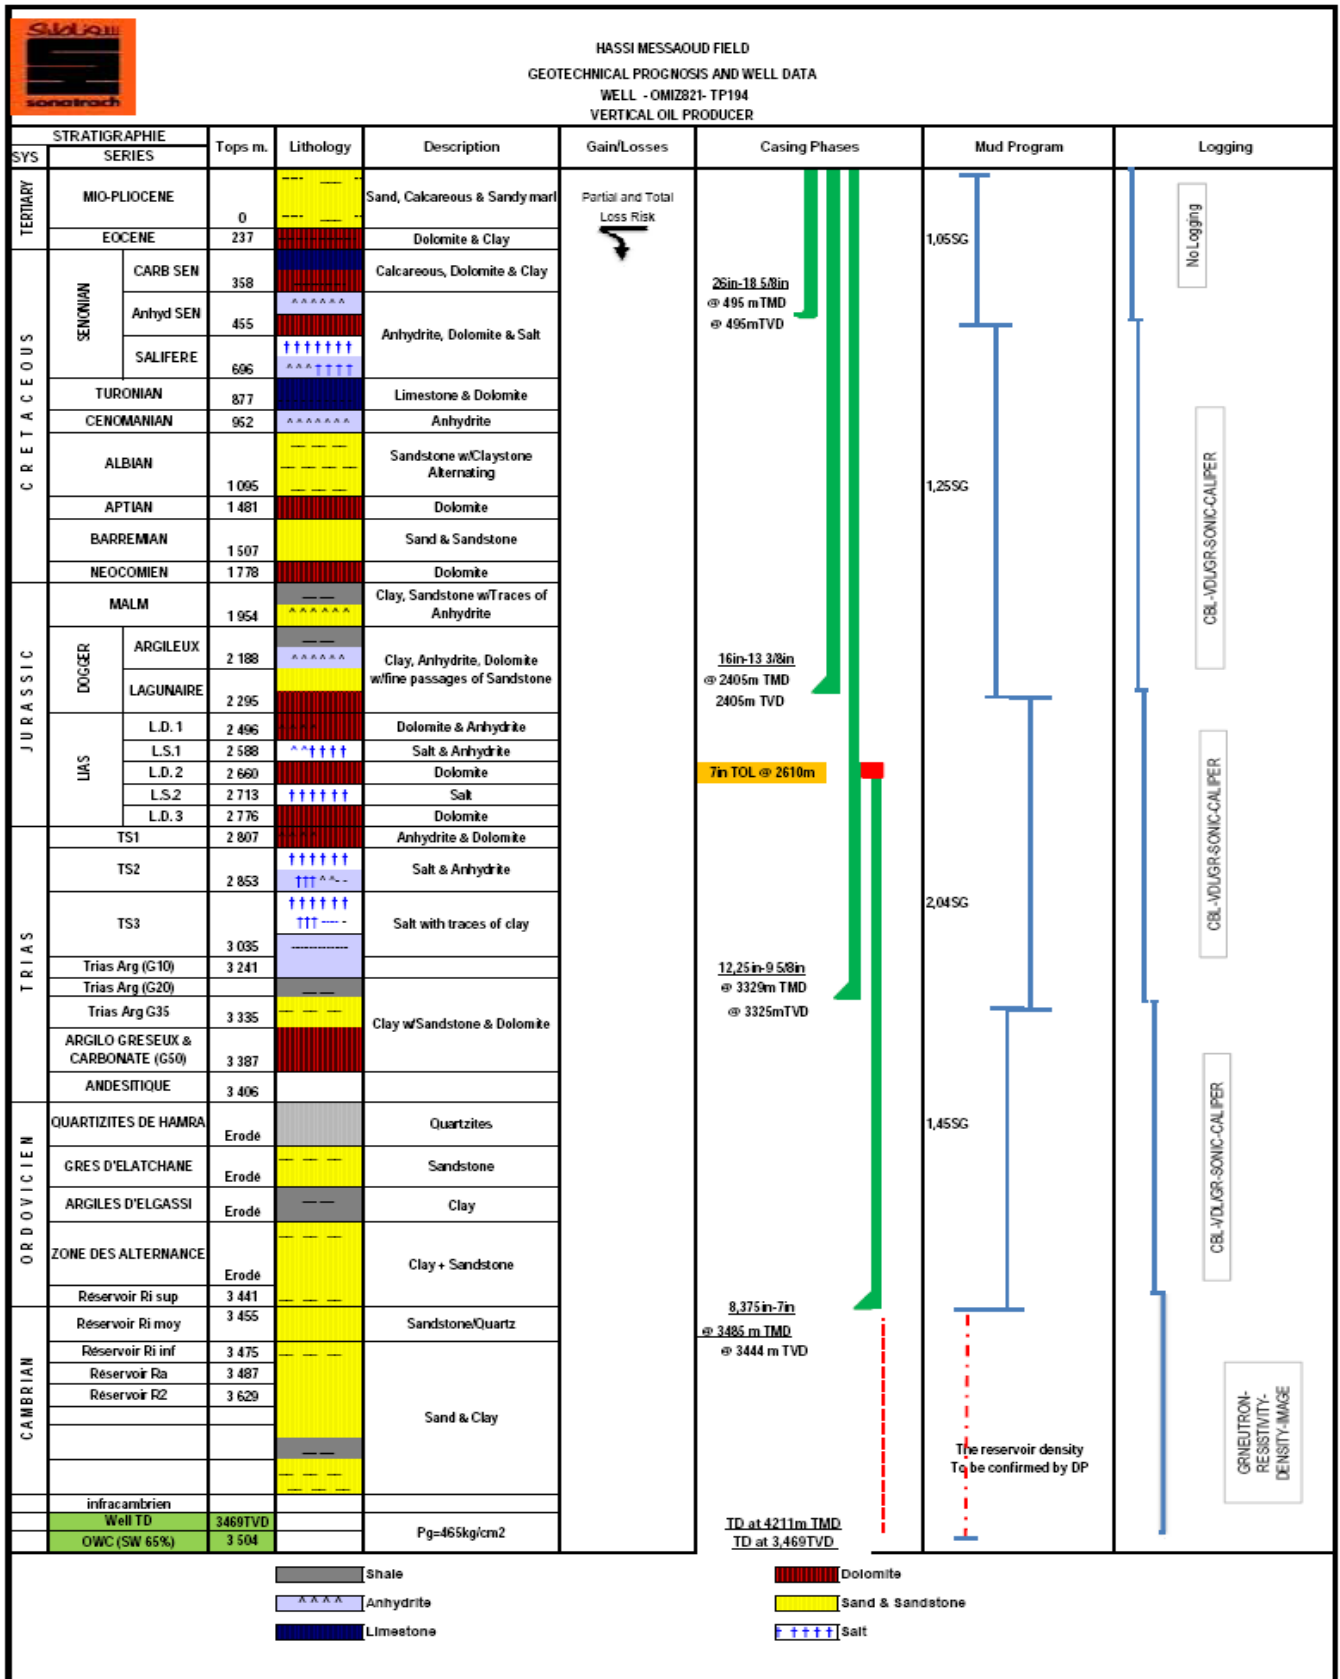 سوناطراك
sonatrach
HASSI MESSAOUD FIELD
GEOTECHNICAL PROGNOSIS AND WELL DATA
WELL - OMIZ821- TP194
VERTICAL OIL PRODUCER
STRATIGRAPHIE
SYS
SERIES
Tops m.
Lithology
Description
Gain/Losses
Casing Phases
Mud Program
Logging
TERTIARY
MIO-PLIOCENE
0
Sand, Calcareous & Sandy marl
Partial and Total
Loss Risk
EOCENE
237
Dolomite & Clay
1,05SG
No Logging
CRETACEOUS
SENONIAN
CARB SEN
358
Calcareous, Dolomite & Clay
26in-18 5/8in
@ 495 m TMD
@ 495mTVD
Anhyd SEN
455
Anhydrite, Dolomite & Salt
SALIFERE
696
TURONIAN
877
Limestone & Dolomite
CENOMANIAN
952
Anhydrite
ALBIAN
1 095
Sandstone w/Claystone
Alternating
1,25SG
CBL-VDL/GR-SONIC-CALIPER
APTIAN
1 481
Dolomite
BARREMIAN
1 507
Sand & Sandstone
NEOCOMIEN
1 778
Dolomite
JURASSIC
MALM
1 954
Clay, Sandstone w/Traces of
Anhydrite
DOGGER
ARGILEUX
2 188
Clay, Anhydrite, Dolomite
w/fine passages of Sandstone
16in-13 3/8in
@ 2405m TMD
2405m TVD
LAGUNAIRE
2 295
LIAS
L.D. 1
2 496
Dolomite & Anhydrite
L.S.1
2 588
Salt & Anhydrite
L.D. 2
2 660
Dolomite
7in TOL @ 2610m
L.S.2
2 713
Salt
L.D. 3
2 776
Dolomite
CBL-VDL/GR-SONIC-CALIPER
TRIAS
TS1
2 807
Anhydrite & Dolomite
TS2
2 853
Salt & Anhydrite
TS3
3 035
Salt with traces of clay
2,04SG
Trias Arg (G10)
3 241
12,25in-9 5/8in
@ 3329m TMD
@ 3325mTVD
Trias Arg (G20)
Trias Arg G35
3 335
Clay w/Sandstone & Dolomite
ARGILO GRESEUX &
CARBONATE (G50)
3 387
ANDESITIQUE
3 406
ORDOVICIEN
QUARTIZITES DE HAMRA
Erodé
Quartzites
1,45SG
CBL-VDL/GR-SONIC-CALIPER
GRES D'ELATCHANE
Erodé
Sandstone
ARGILES D'ELGASSI
Erodé
Clay
ZONE DES ALTERNANCE
Erodé
Clay + Sandstone
Réservoir Ri sup
3 441
CAMBRIAN
Réservoir Ri moy
3 455
Sandstone/Quartz
8,375in-7in
@ 3485 m TMD
@ 3444 m TVD
Réservoir Ri inf
3 475
Réservoir Ra
3 487
Réservoir R2
3 629
Sand & Clay
The reservoir density
To be confirmed by DP
GRNEUTRON-
RESISTIVITY-
DENSITY-IMAGE
infracambrien
Well TD
3469TVD
Pg=465kg/cm2
TD at 4211m TMD
TD at 3,469TVD
OWC (SW 65%)
3 504
Shale
Dolomite
Anhydrite
Sand & Sandstone
Limestone
Salt